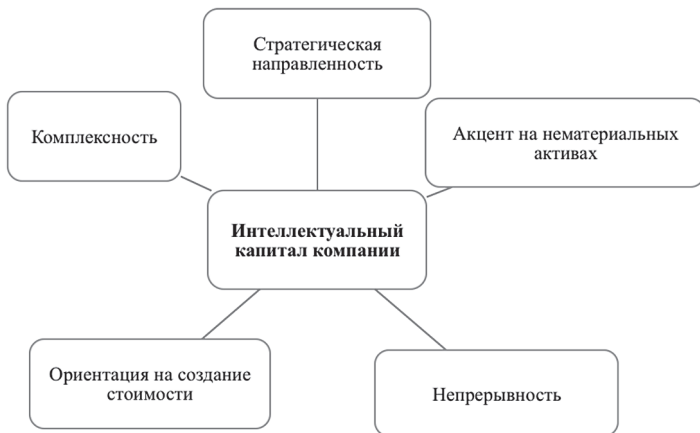 Стратегическая
направленность
Комплексность
Акцент на нематериальных
активах
Интеллектуальный
капитал компании
Ориентация на создание
стоимости
Непрерывность